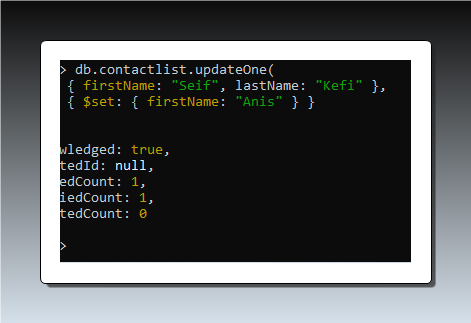 > db.contactlist.updateOne(
{ firstName: "Seif", lastName: "Kefi" },
{ $set: { firstName: "Anis" } }
wledged: true,
tedId: null,
edCount: 1,
iedCount: 1,
tedCount: 0
>